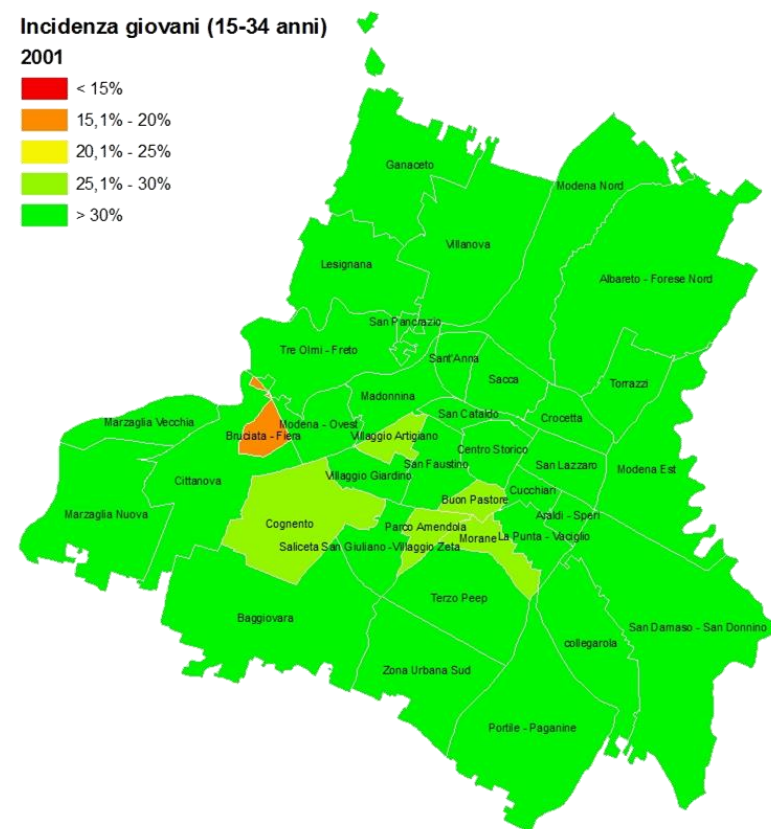 Incidenza giovani (15-34 anni)
2001
< 15%
15,1% - 20%
20,1% - 25%
25,1% - 30%
> 30%
Ganaceto
Modena Nord
Villanova
Lesignana
Albareto - Forese Nord
San Pancrazio
Tre Olmi - Freto
Sant'Anna
Sacca
Torrazzi
Madonnina
San Cataldo
Crocetta
Marzaglia Vecchia
Modena - Ovest
Bruciata - Fiera
Villaggio Artigiano
Centro Storico
San Faustino
San Lazzaro
Modena Est
Villaggio Giardino
Cittanova
Cucchiari
Buon Pastore
Marzaglia Nuova
Araldi - Speri
Cognento
Parco Amendola
Morane
La Punta - Vaciglio
Saliceta San Giuliano - Villaggio Zeta
Terzo Peep
Baggiovara
San Damaso - San Donnino
collegarola
Zona Urbana Sud
Portile - Paganine